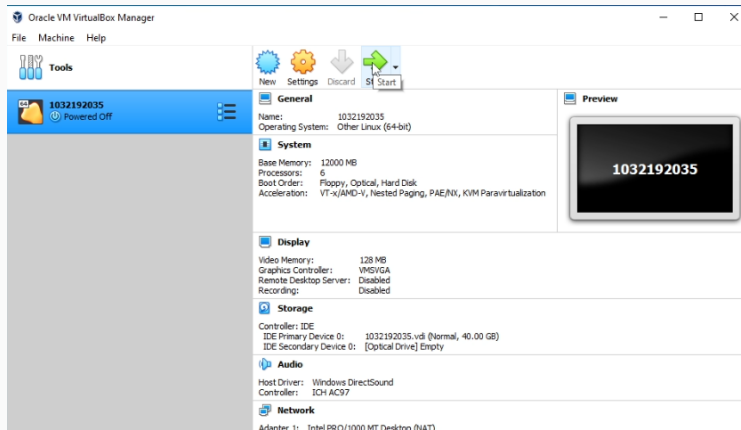 Oracle VM VirtualBox Manager
File Machine Help
Tools
New Settings Discard Start
64 1032192035
Powered Off
General
Name: 1032192035
Operating System: Other Linux (64-bit)
System
Base Memory: 12000 MB
Processors: 6
Boot Order: Floppy, Optical, Hard Disk
Acceleration: VT-x/AMD-V, Nested Paging, PAE/NX, KVM Paravirtualization
Preview
1032192035
Display
Video Memory: 128 MB
Graphics Controller: VMSVGA
Remote Desktop Server: Disabled
Recording: Disabled
Storage
Controller: IDE
IDE Primary Device 0: 1032192035.vdi (Normal, 40.00 GB)
IDE Secondary Device 0: [Optical Drive] Empty
Audio
Host Driver: Windows DirectSound
Controller: ICH AC97
Network
Adapter 1: Intel PRO/1000 MT Desktop (NAT)